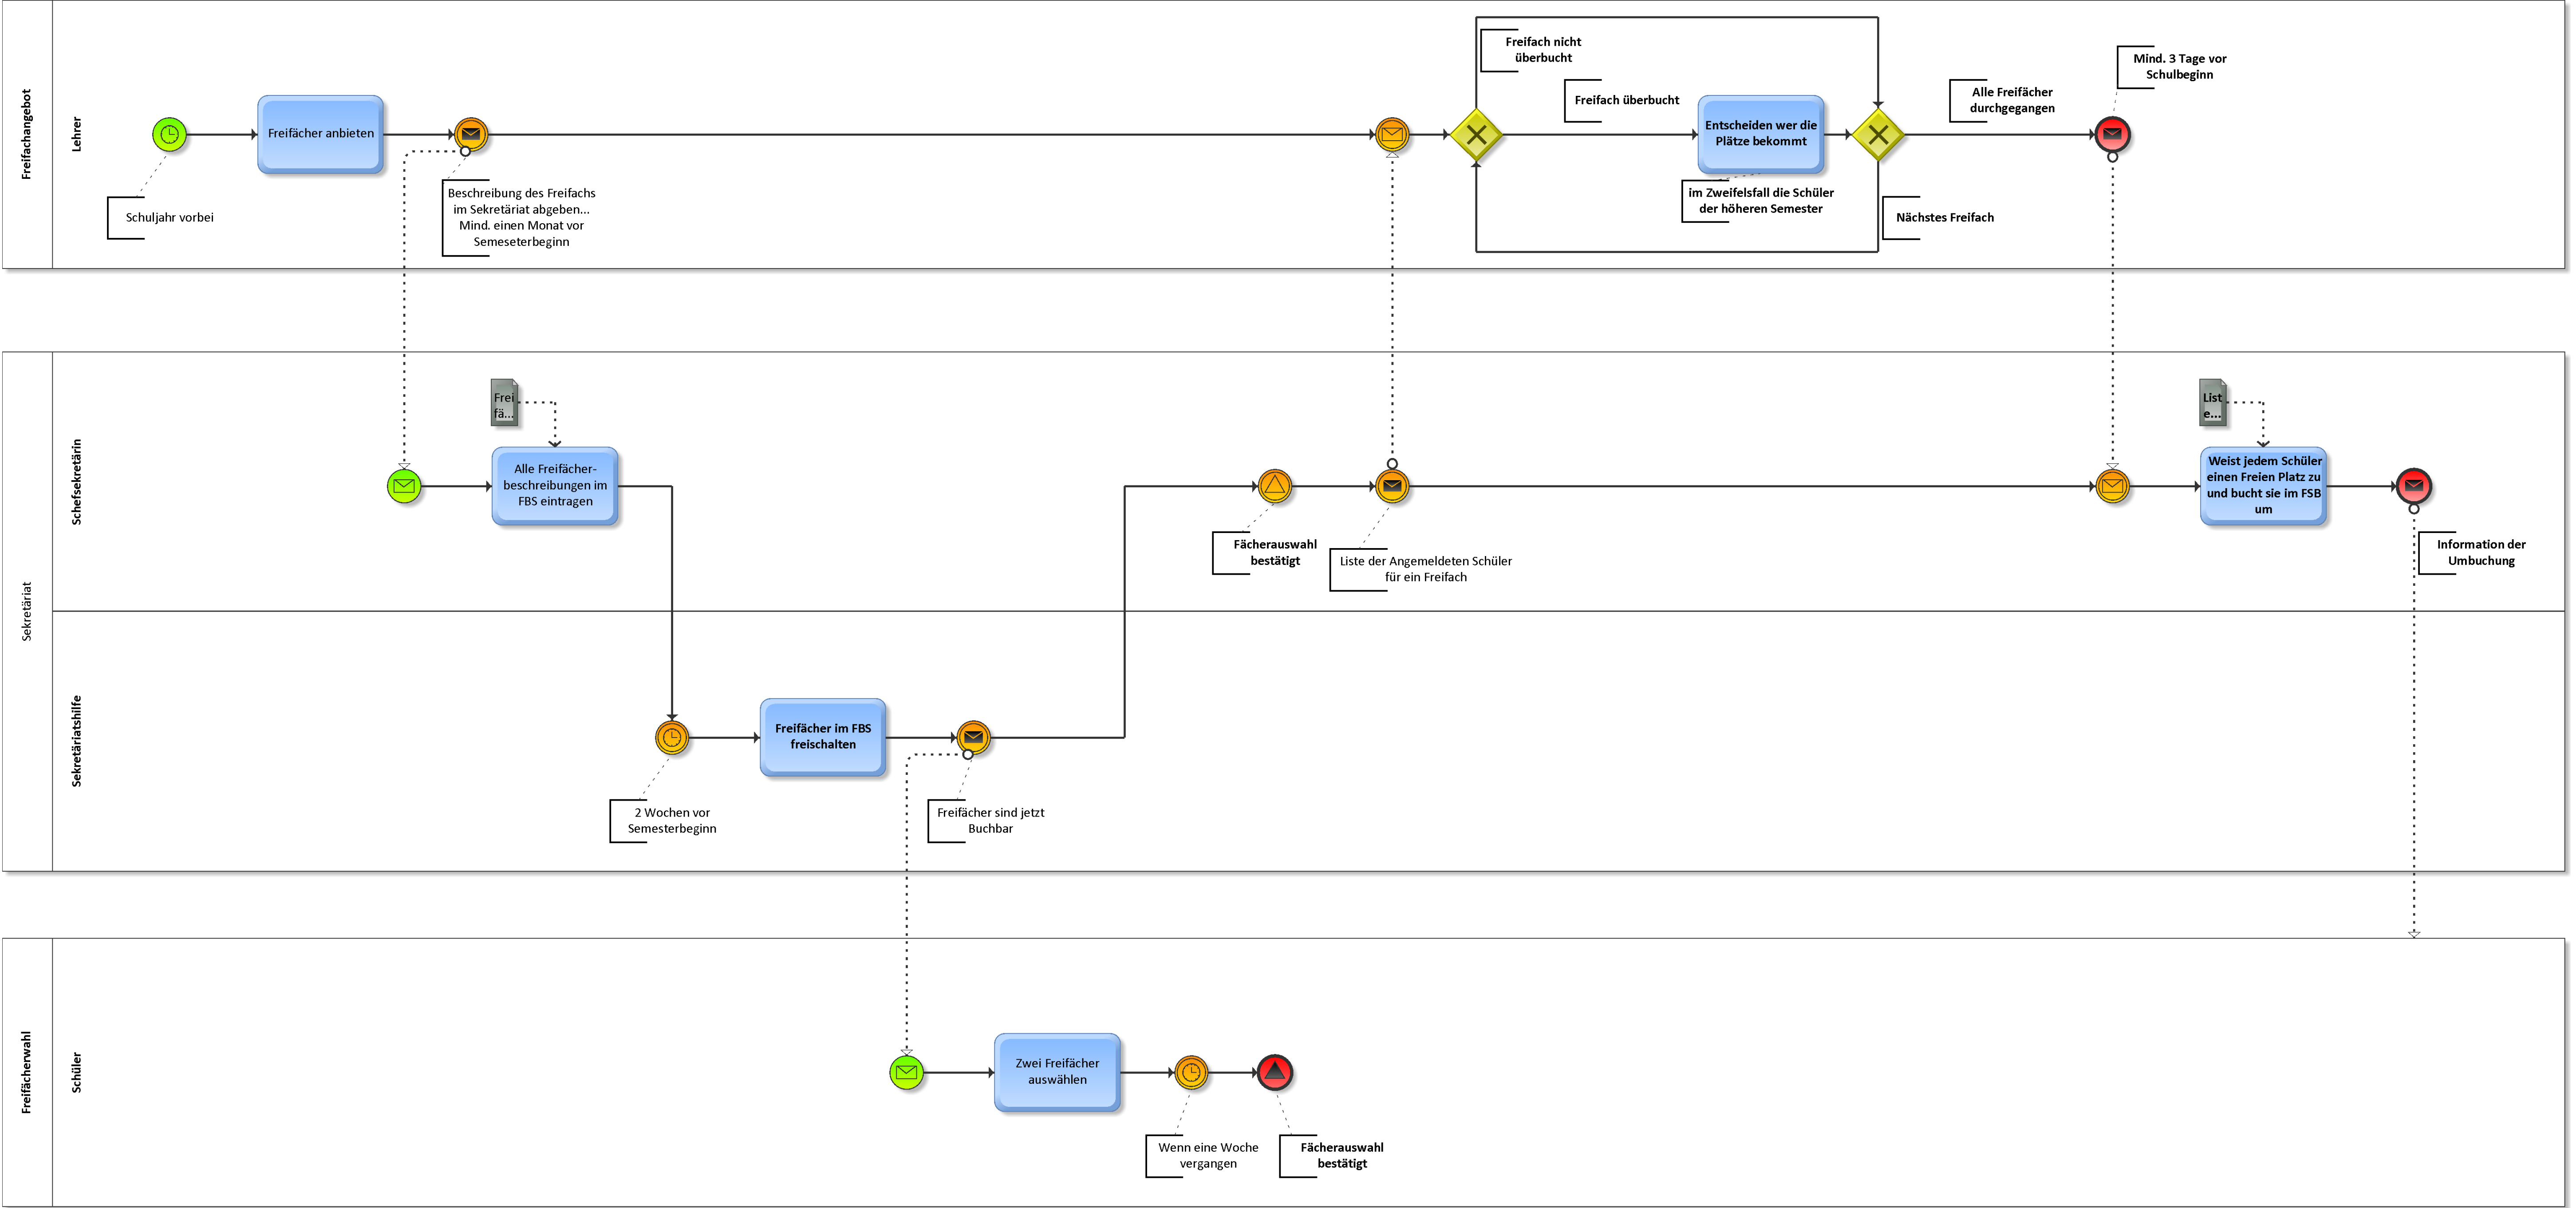 Freifachangebot
Lehrer
Schuljahr vorbei
Freifächer anbieten
Beschreibung des Freifachs
im Sekretäriat abgeben...
Mind. einen Monat vor
Semeseterbeginn
Freifach nicht
überbucht
Freifach überbucht
Entscheiden wer die
Plätze bekommt
im Zweifelsfall die Schüler
der höheren Semester
Nächstes Freifach
Alle Freifächer
durchgegangen
Mind. 3 Tage vor
Schulbeginn
Sekretäriat
Schefsekretärin
Frei
fä...
Alle Freifächer-
beschreibungen im
FBS eintragen
Fächerauswahl
bestätigt
Liste der Angemeldeten Schüler
für ein Freifach
List
e...
Weist jedem Schüler
einen Freien Platz zu
und bucht sie im FSB
um
Information der
Umbuchung
Sekretäriatshilfe
2 Wochen vor
Semesterbeginn
Freifächer im FBS
freischalten
Freifächer sind jetzt
Buchbar
Freifächerwahl
Schüler
Zwei Freifächer
auswählen
Wenn eine Woche
vergangen
Fächerauswahl
bestätigt